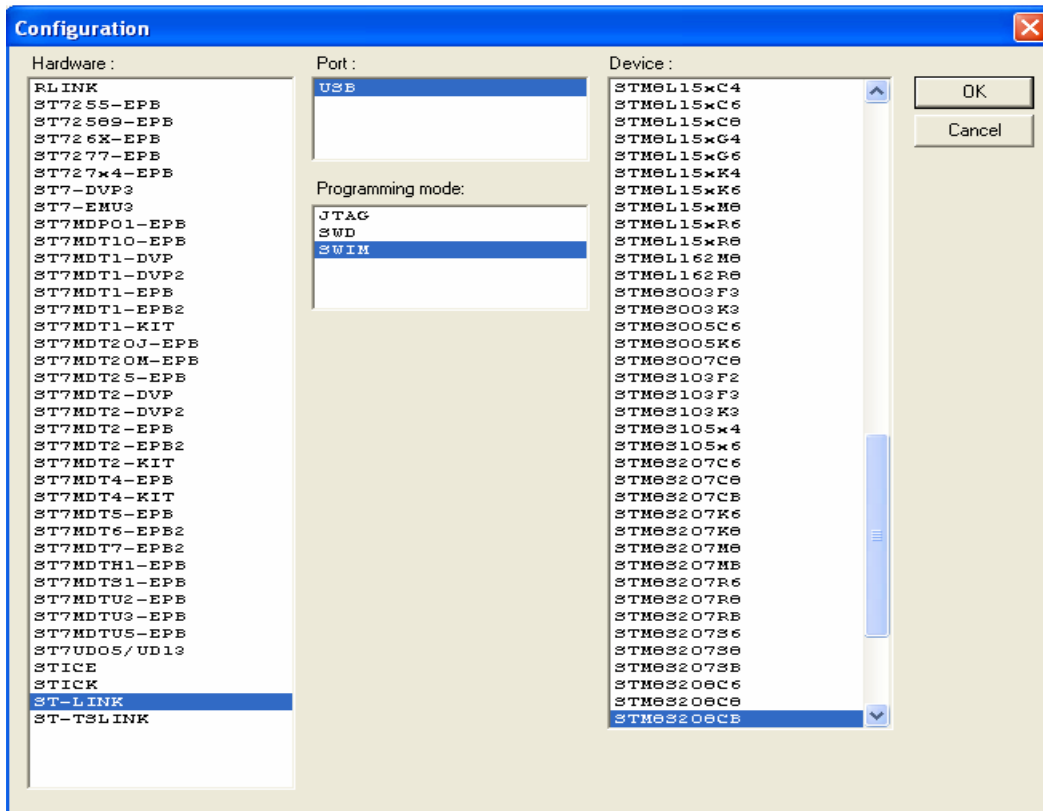 Configuration
Hardware :
RLINK
ST7255-EPB
ST72589-EPB
ST726X-EPB
ST7277-EPB
ST727x4-EPB
ST7-DVP3
ST7-EMU3
ST7MDPO1-EPB
ST7MDT10-EPB
ST7MDT1-DVP
ST7MDT1-DVP2
ST7MDT1-EPB
ST7MDT1-EPB2
ST7MDT1-KIT
ST7MDT20J-EPB
ST7MDT20M-EPB
ST7MDT25-EPB
ST7MDT2-DVP
ST7MDT2-DVP2
ST7MDT2-EPB
ST7MDT2-EPB2
ST7MDT2-KIT
ST7MDT4-EPB
ST7MDT4-KIT
ST7MDT5-EPB
ST7MDT6-EPB2
ST7MDT7-EPB2
ST7MDTH1-EPB
ST7MDTS1-EPB
ST7MDTU2-EPB
ST7MDTU3-EPB
ST7MDTU5-EPB
ST7UD05/UD13
STICE
STICK
ST-LINK
ST-TSLINK
Port :
USB
Programming mode:
JTAG
SWD
SWIM
Device :
STM8L15xC4
STM8L15xC6
STM8L15xC8
STM8L15xG4
STM8L15xG6
STM8L15xK4
STM8L15xK6
STM8L15xM8
STM8L15xR6
STM8L15xR8
STM8L162M8
STM8L162R8
STM8S003F3
STM8S003K3
STM8S005C6
STM8S005K6
STM8S007C8
STM8S103F2
STM8S103F3
STM8S103K3
STM8S105x4
STM8S105x6
STM8S207C6
STM8S207C8
STM8S207CB
STM8S207K6
STM8S207K8
STM8S207M8
STM8S207MB
STM8S207R6
STM8S207R8
STM8S207RB
STM8S207S6
STM8S207S8
STM8S207SB
STM8S208C6
STM8S208C8
STM8S208CB
OK
Cancel